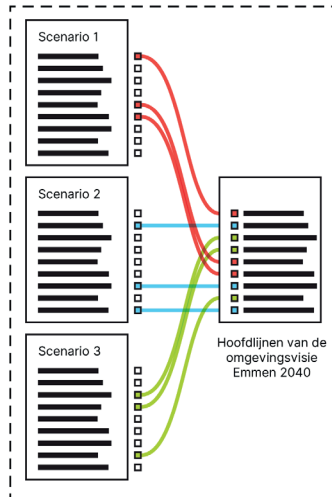 Scenario 1
Scenario 2
Scenario 3
Hoofdlijnen van de
omgevingsvisie
Emmen 2040